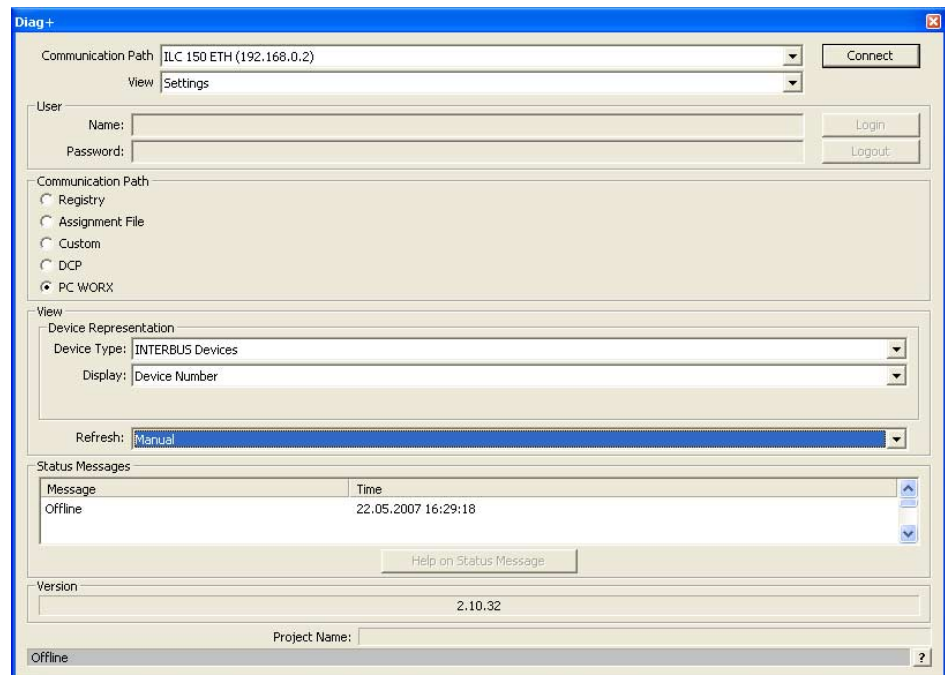 Diag+
Communication Path ILC 150 ETH (192.168.0.2) Connect
View Settings
User
Name: Login
Password: Logout
Communication Path
Registry
Assignment File
Custom
DCP
PC WORX
View
Device Representation
Device Type: INTERBUS Devices
Display: Device Number
Refresh: Manual
Status Messages
Message Time
Offline 22.05.2007 16:29:18
Help on Status Message
Version
2.10.32
Project Name:
Offline ?